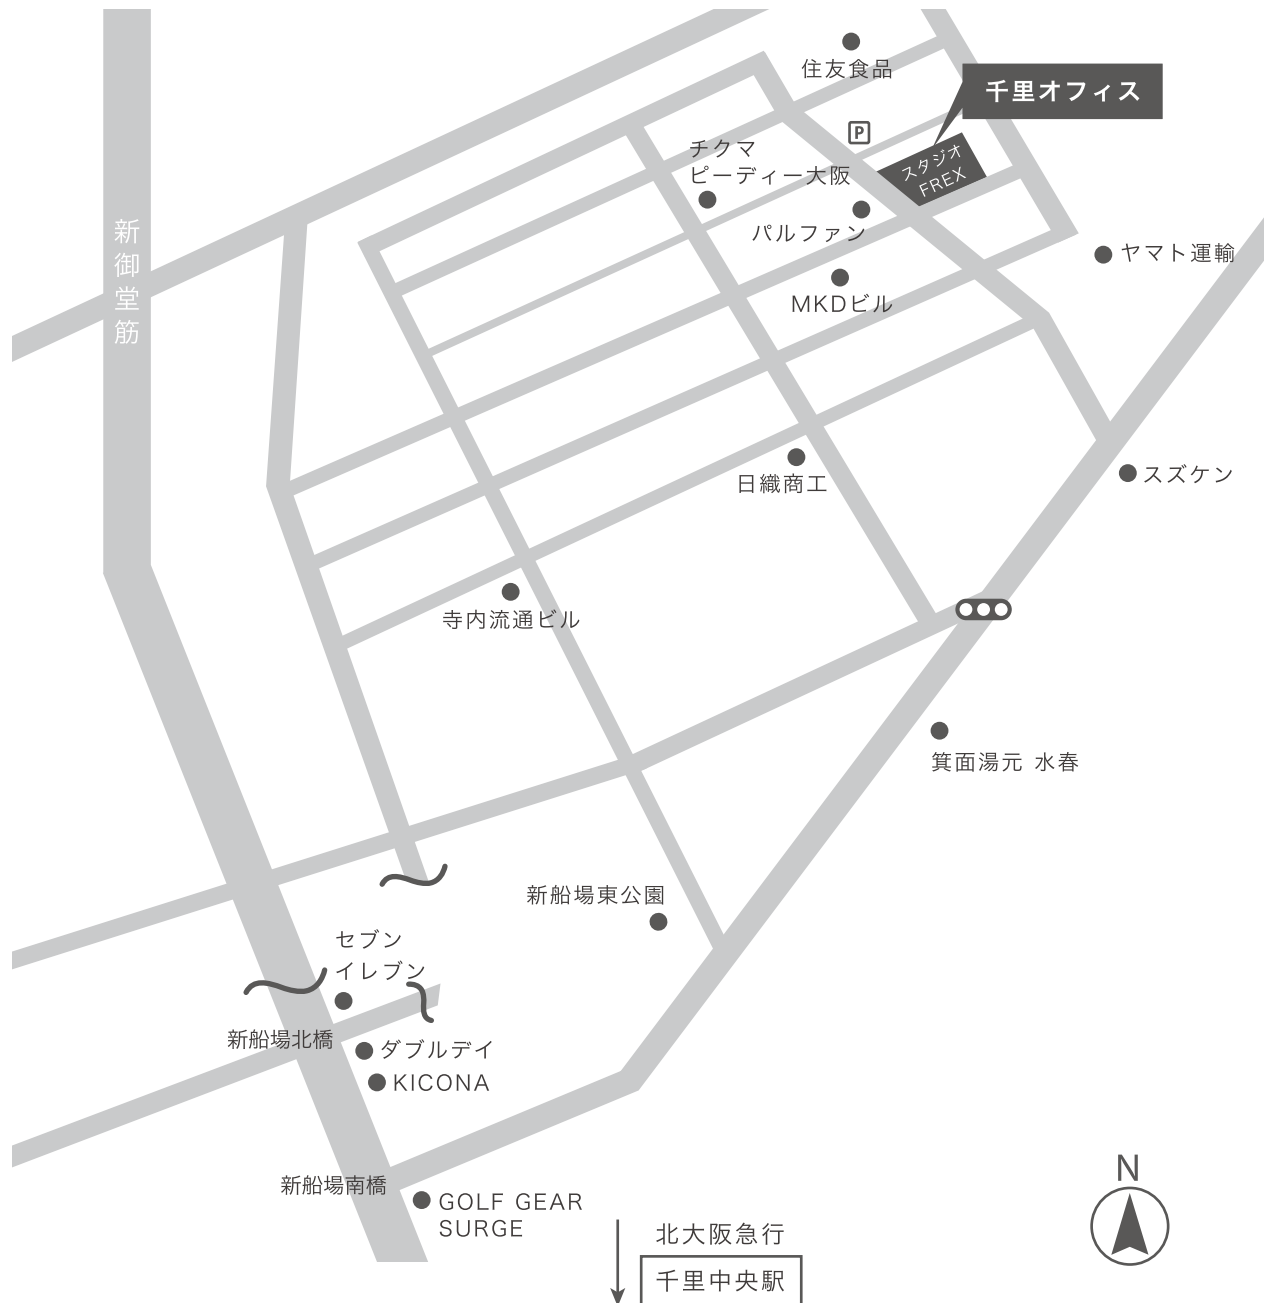 住友食品
千里オフィス
P
チクマ
ピーディー大阪
スタジオ
FREX
パルファン
新御堂筋
ヤマト運輸
MKDビル
日織商工
スズケン
寺内流通ビル
箕面湯元 水春
新船場東公園
セブン
イレブン
新船場北橋
ダブルデイ
KICONA
新船場南橋
GOLF GEAR
SURGE
N
北大阪急行
千里中央駅